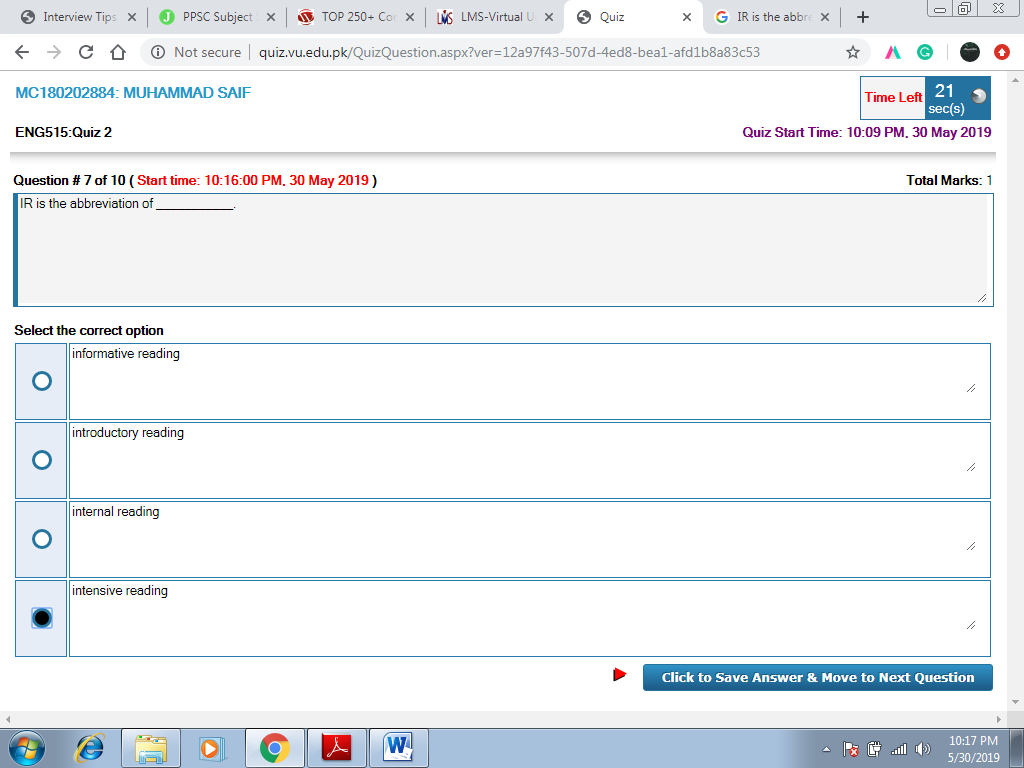 Interview Tips
PPSC Subject
TOP 250+ Co
LMS-Virtual U
Quiz
IR is the abbre
Not secure
quiz.vu.edu.pk/QuizQuestion.aspx?ver=12a97f43-507d-4ed8-bea1-afd1b8a83c53
MC180202884: MUHAMMAD SAIF
Time Left 21 sec(s)
ENG515:Quiz 2
Quiz Start Time: 10:09 PM, 30 May 2019
Question # 7 of 10 ( Start time: 10:16:00 PM, 30 May 2019 )
Total Marks: 1
IR is the abbreviation of ____________.
Select the correct option
informative reading
introductory reading
internal reading
intensive reading
Click to Save Answer & Move to Next Question
10:17 PM
5/30/2019